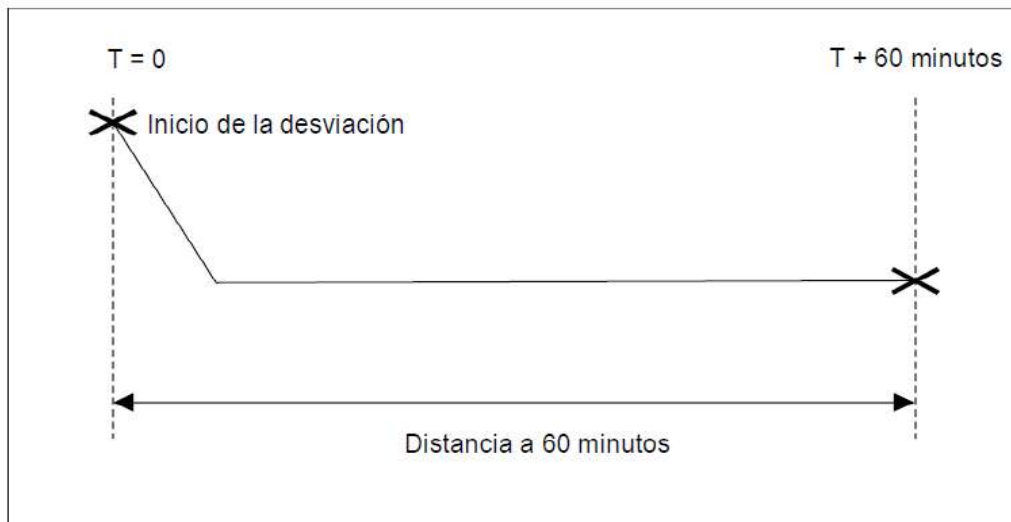 T = 0
T + 60 minutos
Inicio de la desviación
Distancia a 60 minutos